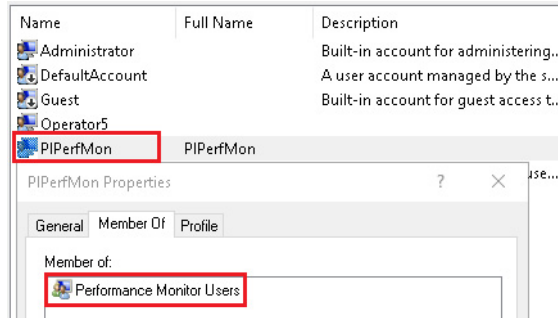 Name Full Name Description
Administrator Built-in account for administering...
DefaultAccount A user account managed by the s...
Guest Built-in account for guest access t...
Operator5
PIPerfMon PIPerfMon
PIPerfMon Properties ? use...
General Member Of Profile
Member of:
Performance Monitor Users